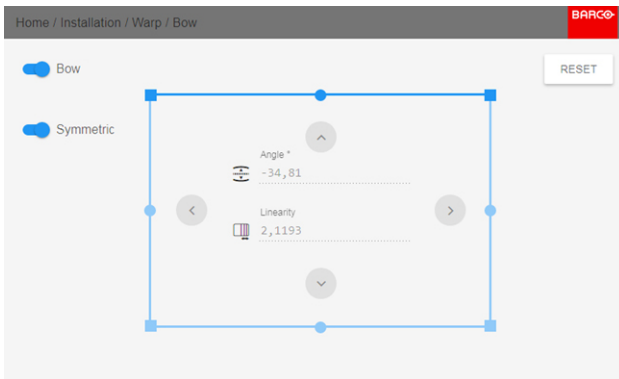 Home / Installation / Warp / Bow
BARCO
Bow
RESET
Symmetric
Angle *
-34,81
Linearity
2,1193